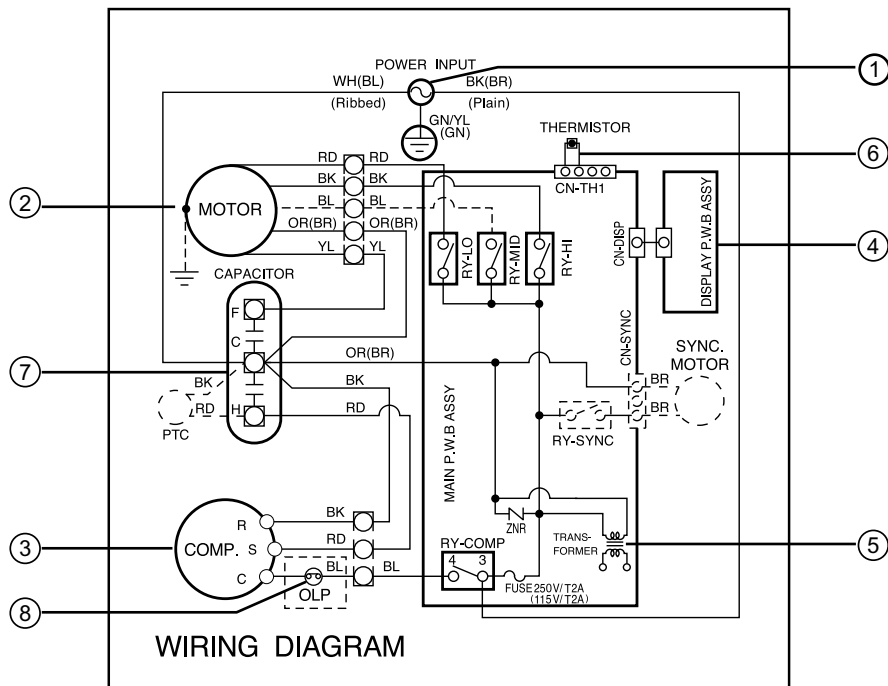 POWER INPUT
1
WH(BL)
BK(BR)
(Ribbed)
(Plain)
GN/YL
(GN)
THERMISTOR
6
RD
RD
CN-TH1
BK
BK
2
MOTOR
BL
BL
OR(BR)
OR(BR)
YL
YL
RY-LO
RY-MID
RY-HI
CN-DISP
DISPLAY P.W.B ASSY
4
CAPACITOR
F
C
H
7
BK
RD
PTC
OR(BR)
BK
RD
CN-SYNC
SYNC.
MOTOR
BR
BR
RY-SYNC
MAIN P.W.B ASSY
ZNR
TRANS-
FORMER
5
3
COMP.
R
S
C
BK
RD
BL
BL
OLP
8
RY-COMP
4
3
FUSE250V/T2A
(115V/T2A)
WIRING DIAGRAM